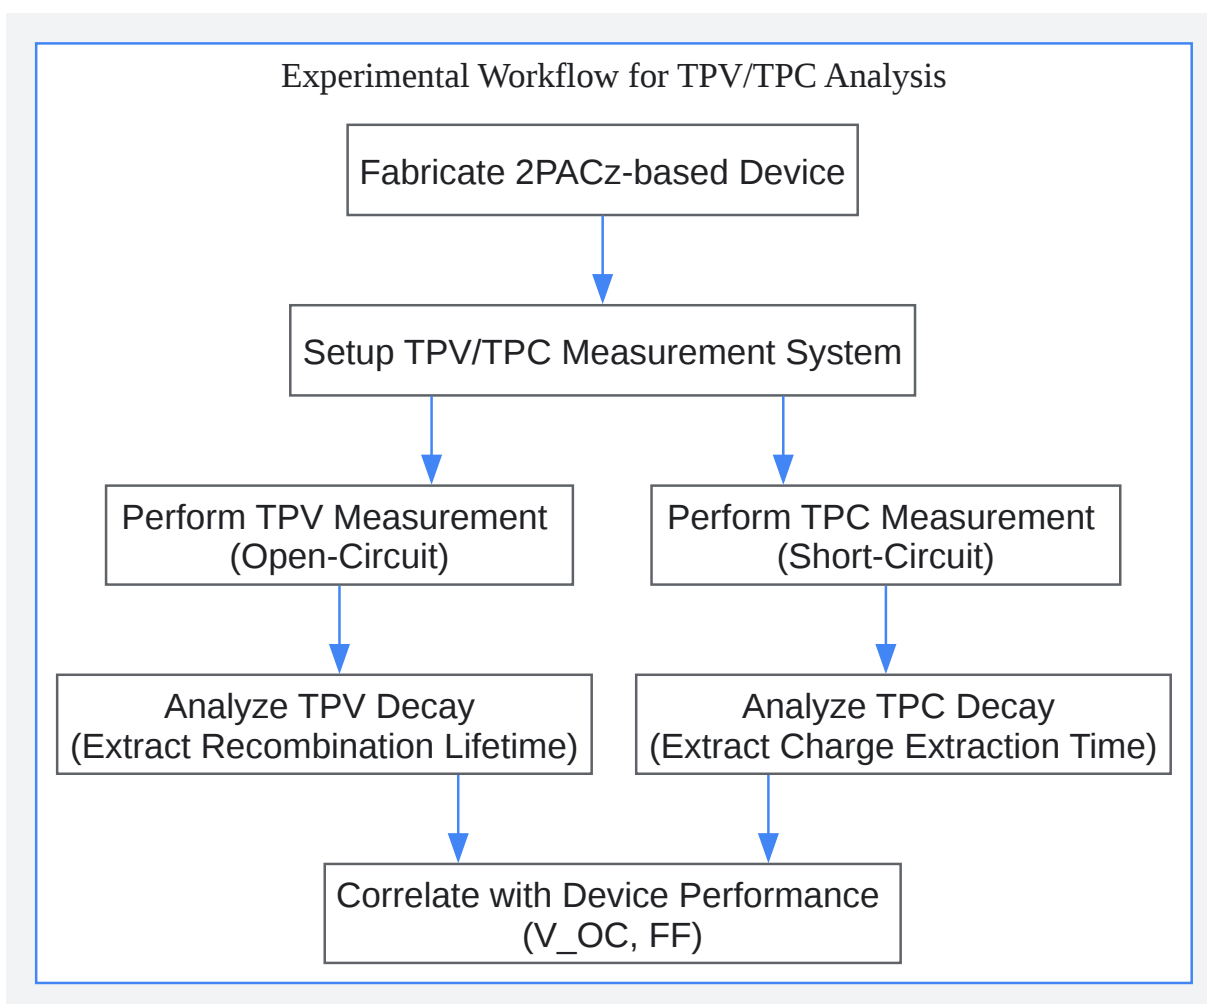 Experimental Workflow for TPV/TPC Analysis
Fabricate 2PACz-based Device
Setup TPV/TPC Measurement System
Perform TPV Measurement
(Open-Circuit)
Perform TPC Measurement
(Short-Circuit)
Analyze TPV Decay
(Extract Recombination Lifetime)
Analyze TPC Decay
(Extract Charge Extraction Time)
Correlate with Device Performance
(V_OC, FF)